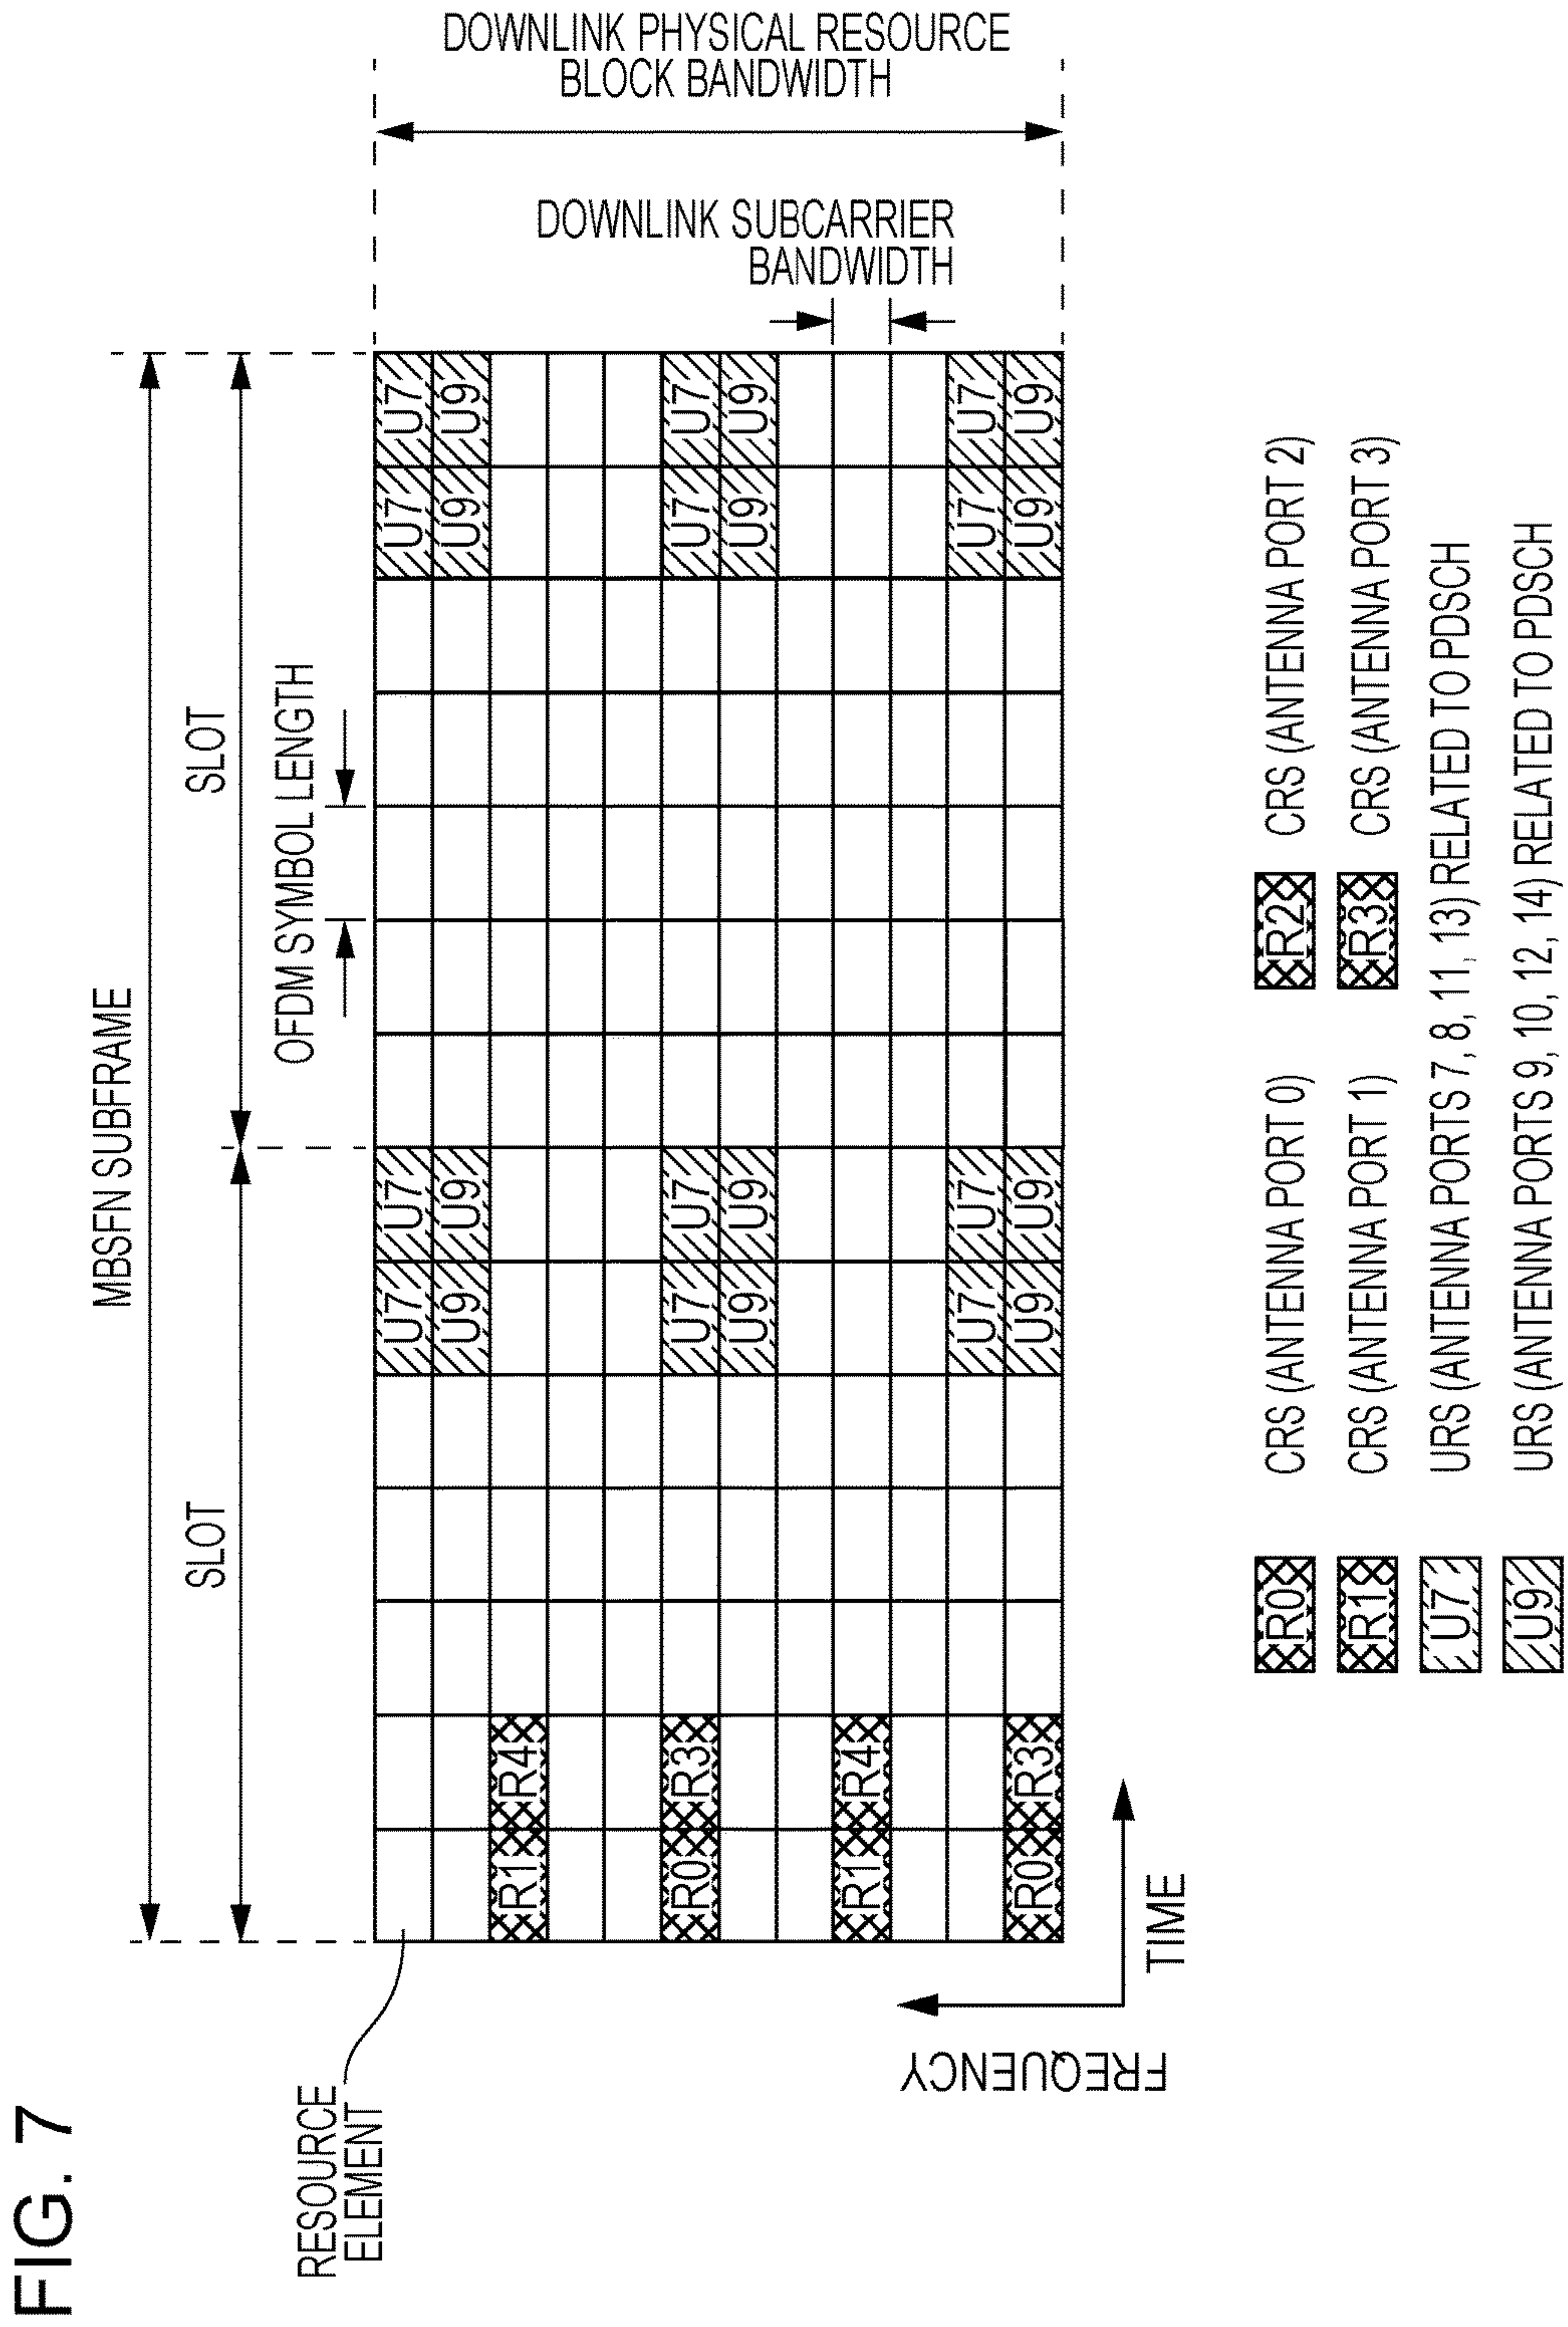 FIG. 7
MBSFN SUBFRAME
SLOT
SLOT
OFDM SYMBOL LENGTH
RESOURCE
ELEMENT
DOWNLINK PHYSICAL RESOURCE
BLOCK BANDWIDTH
DOWNLINK SUBCARRIER
BANDWIDTH
U7 U7 U7 U7
U9 U9 U9 U9
R1 R4
R0 R3 U7 U7 U7 U7
U9 U9 U9 U9
R1 R4
U7 U7 U7 U7
R0 R3 U9 U9 U9 U9
FREQUENCY
TIME
R0 CRS (ANTENNA PORT 0) R2 CRS (ANTENNA PORT 2)
R1 CRS (ANTENNA PORT 1) R3 CRS (ANTENNA PORT 3)
U7 URS (ANTENNA PORTS 7, 8, 11, 13) RELATED TO PDSCH
U9 URS (ANTENNA PORTS 9, 10, 12, 14) RELATED TO PDSCH